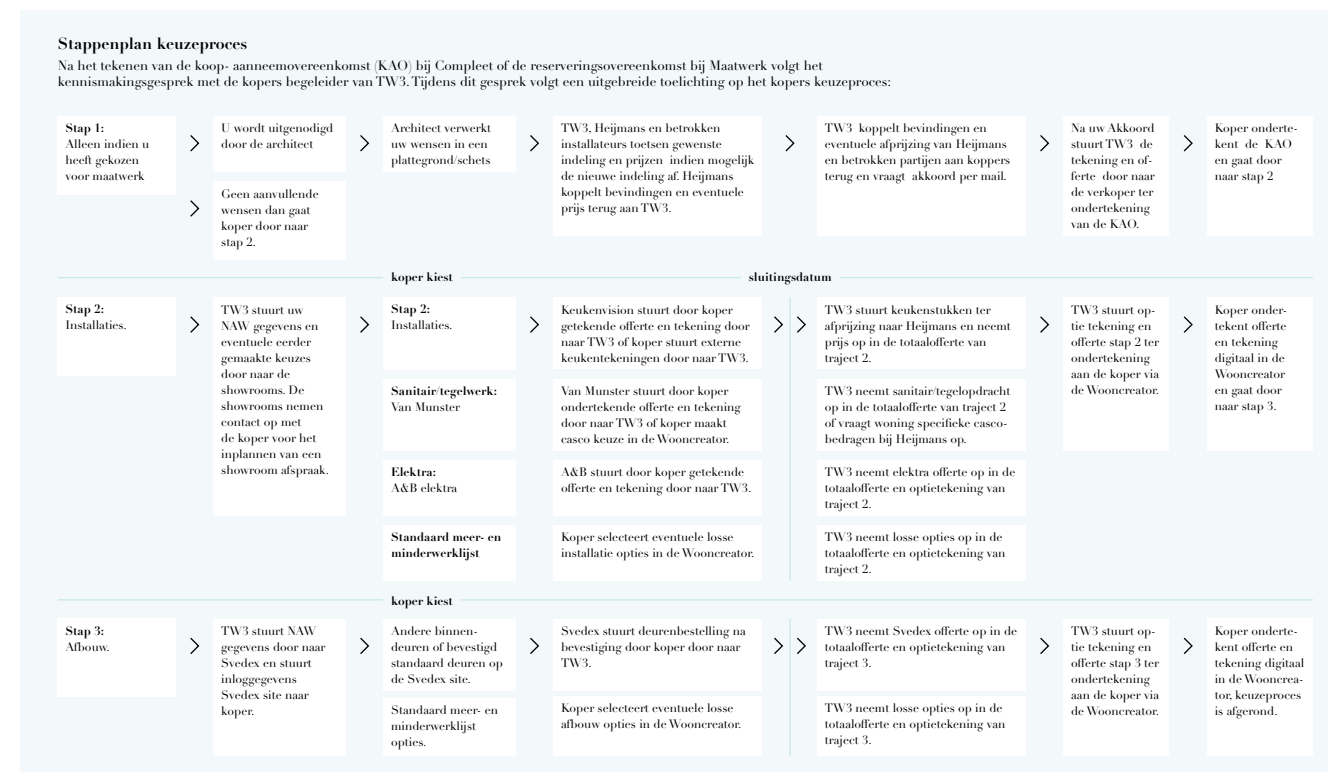 Stappenplan keuzeproces
Na het tekenen van de koop- aanneemovereenkomst (KAO) bij Compleet of de reserveringsovereenkomst bij Maatwerk volgt het
kennismakingsgesprek met de kopers begeleider van TW3. Tijdens dit gesprek volgt een uitgebreide toelichting op het kopers keuzeproces:
Stap 1:
Alleen indien u
heeft gekozen
voor maatwerk
U wordt uitgenodigd
door de architect
Geen aanvullende
wensen dan gaat
koper door naar
stap 2.
Architect verwerkt
uw wensen in een
plattegrond/schets
TW3, Heijmans en betrokken
installateurs toetsen gewenste
indeling en prijzen indien mogelijk
de nieuwe indeling af. Heijmans
koppelt bevindingen en eventuele
prijs terug aan TW3.
TW3 koppelt bevindingen en
eventuele afprijzing van Heijmans
en betrokken partijen aan koppers
terug en vraagt akkoord per mail.
Na uw Akkoord
stuurt TW3 de
tekening en of-
ferte door naar
de verkoper ter
ondertekening
van de KAO.
Koper onderte-
kent de KAO
en gaat door
naar stap 2
koper kiest
sluitingsdatum
Stap 2:
Installaties.
TW3 stuurt uw
NAW gegevens en
eventuele eerder
gemaakte keuzes
door naar de
showrooms. De
showrooms nemen
contact op met
de koper voor het
inplannen van een
showroom afspraak.
Stap 2:
Installaties.
Keukenvision stuurt door koper
getekende offerte en tekening door
naar TW3 of koper stuurt externe
keukentekeningen door naar TW3.
TW3 stuurt keukenstukken ter
afprijzing naar Heijmans en neemt
prijs op in de totaalofferte van
traject 2.
TW3 stuurt op-
tie tekening en
offerte stap 2 ter
ondertekening
aan de koper via
de Wooncreator.
Koper onder-
tekent offerte
en tekening
digitaal in de
Wooncreator
en gaat door
naar stap 3.
Sanitair/tegelwerk:
Van Munster
Van Munster stuurt door koper
ondertekende offerte en tekening
door naar TW3 of koper maakt
casco keuze in de Wooncreator.
TW3 neemt sanitair/tegelopdracht
op in de totaalofferte van traject 2
of vraagt woning specifieke casco-
bedragen bij Heijmans op.
Elektra:
A&B elektra
A&B stuurt door koper getekende
offerte en tekening door naar TW3.
TW3 neemt elektra offerte op in de
totaalofferte en optietekening van
traject 2.
Standaard meer- en
minderwerklijst
Koper selecteert eventuele losse
installatie opties in de Wooncreator.
TW3 neemt losse opties op in de
totaalofferte en optietekening van
traject 2.
koper kiest
Stap 3:
Afbouw.
TW3 stuurt NAW
gegevens door naar
Svedex en stuurt
inloggegevens
Svedex site naar
koper.
Andere binnen-
deuren of bevestigd
standaard deuren op
de Svedex site.
Svedex stuurt deurenbestelling na
bevestiging door koper door naar
TW3.
TW3 neemt Svedex offerte op in de
totaalofferte en optietekening van
traject 3.
TW3 stuurt op-
tie tekening en
offerte stap 3 ter
ondertekening
aan de koper via
de Wooncreator.
Koper onderte-
kent offerte en
tekening digitaal
in de Wooncrea-
tor, keuzeproces
is afgerond.
Standaard meer- en
minderwerklijst
opties.
Koper selecteert eventuele losse
afbouw opties in de Wooncreator.
TW3 neemt losse opties op in de
totaalofferte en optietekening van
traject 3.